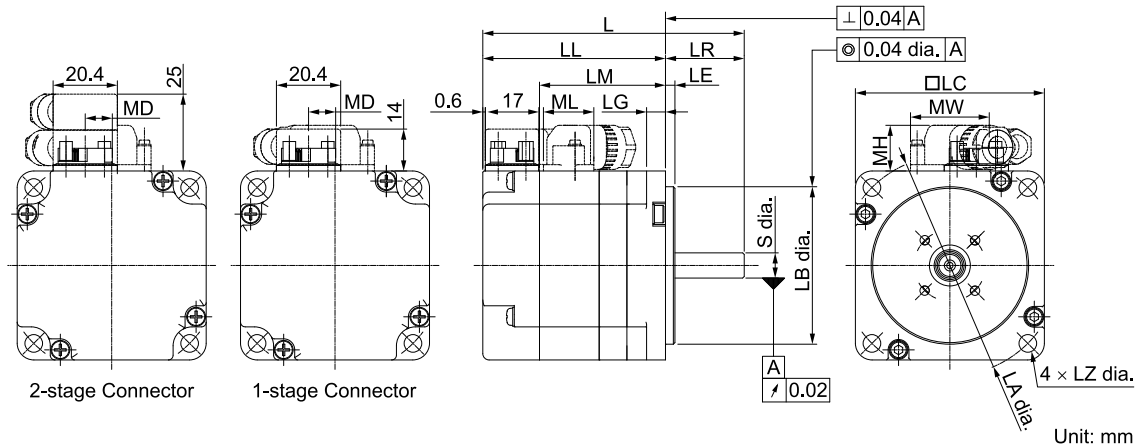 L
⊥ 0.04 A
LL
LR
◎ 0.04 dia. A
LM
LE
20.4
25
MD
20.4
MD
14
0.6
17
ML
LG
□LC
MW
MH
S dia.
LB dia.
A
↗ 0.02
LA dia.
4 × LZ dia.
2-stage Connector
1-stage Connector
Unit: mm